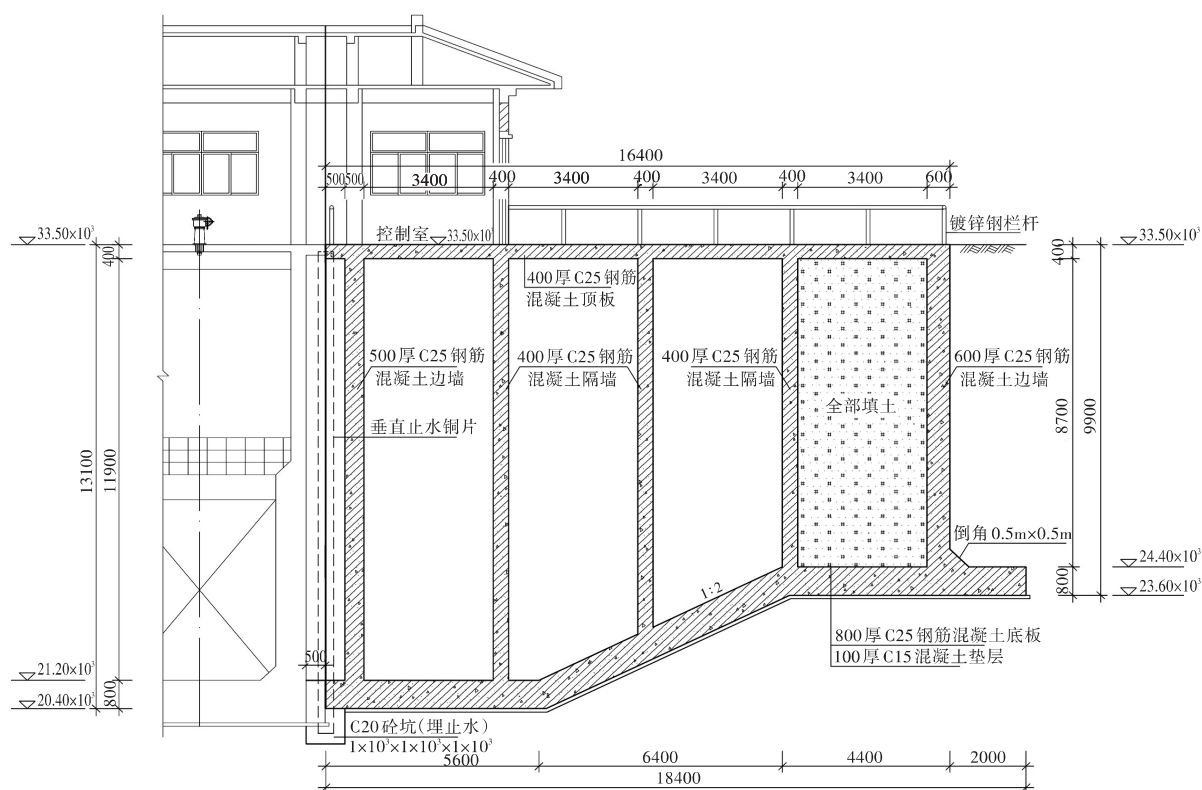 16400
500 500 3400 400 3400 400 3400 400 3400 600
控制室 33.50×10³
镀锌钢栏杆
33.50×10³
33.50×10³
400
400
400厚C25钢筋
混凝土顶板
500厚C25钢筋
混凝土边墙
400厚C25钢筋
混凝土隔墙
400厚C25钢筋
混凝土隔墙
600厚C25钢筋
混凝土边墙
全部填土
垂直止水铜片
13100
11900
8700
9900
倒角0.5m×0.5m
1:2
24.40×10³
800
23.60×10³
800厚C25钢筋混凝土底板
100厚C15混凝土垫层
500
21.20×10³
800
20.40×10³
C20砼坑(埋止水)
1×10³×1×10³×1×10³
5600 6400 4400 2000
18400